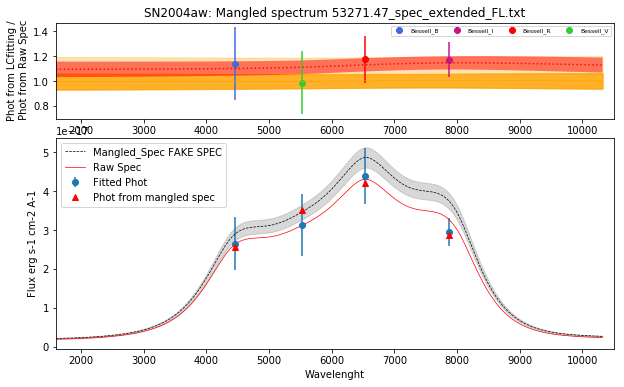 SN2004aw: Mangled spectrum 53271.47_spec_extended_FL.txt
Phot from LCfitting /
Phot from Raw Spec
1.4
1.2
1.0
0.8
Bessell_B
Bessell_I
Bessell_R
Bessell_V
2000 3000 4000 5000 6000 7000 8000 9000 10000
1e−17
Flux erg s-1 cm-2 A-1
5
4
3
2
1
0
Mangled_Spec FAKE SPEC
Raw Spec
Fitted Phot
Phot from mangled spec
2000 3000 4000 5000 6000 7000 8000 9000 10000
Wavelenght